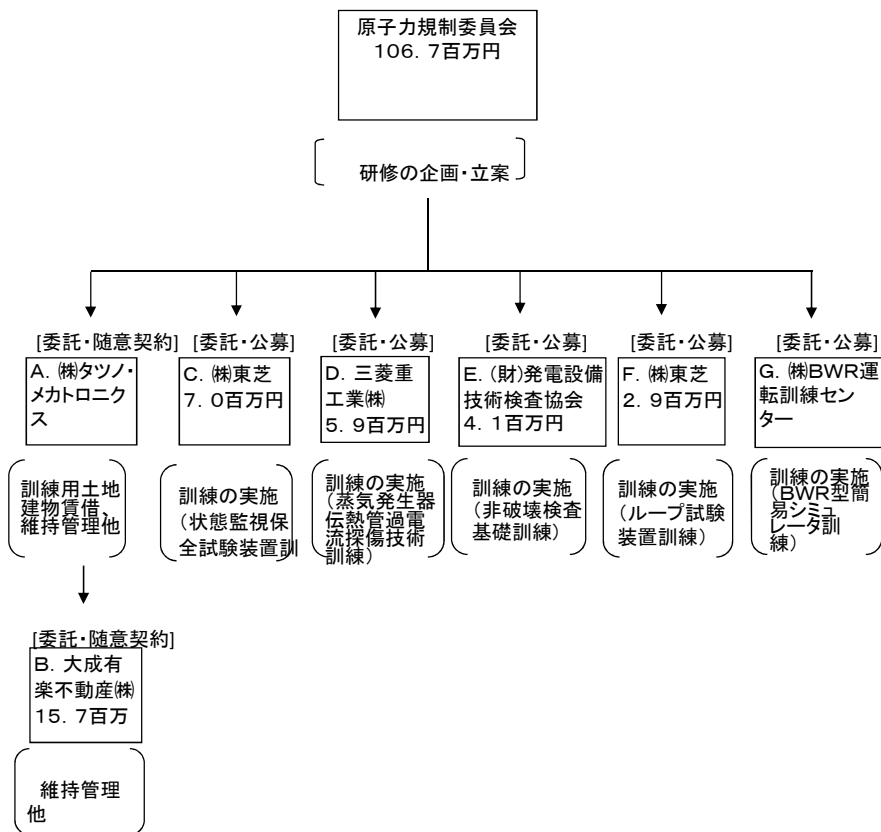 原子力規制委員会
106．7百万円
研修の企画・立案
[委託・随意契約]
A．㈱タツノ・
メカトロニク
ス
訓練用土地
建物賃借、
維持管理他
[委託・公募]
C．㈱東芝
7．0百万円
訓練の実施
（状態監視保
全試験装置訓
[委託・公募]
D．三菱重
工業㈱
5．9百万円
訓練の実施
（蒸気発生器
伝熱管過電
流探傷技術
訓練）
[委託・公募]
E．（財）発電設備
技術検査協会
4．1百万円
訓練の実施
（非破壊検査
基礎訓練）
[委託・公募]
F．㈱東芝
2．9百万円
訓練の実施
（ループ試験
装置訓練）
[委託・公募]
G．㈱BWR運
転訓練セン
ター
訓練の実施
（BWR型簡
易シミュ
レータ訓
練）
[委託・随意契約]
B．大成有
楽不動産㈱
15．7百万
維持管理
他